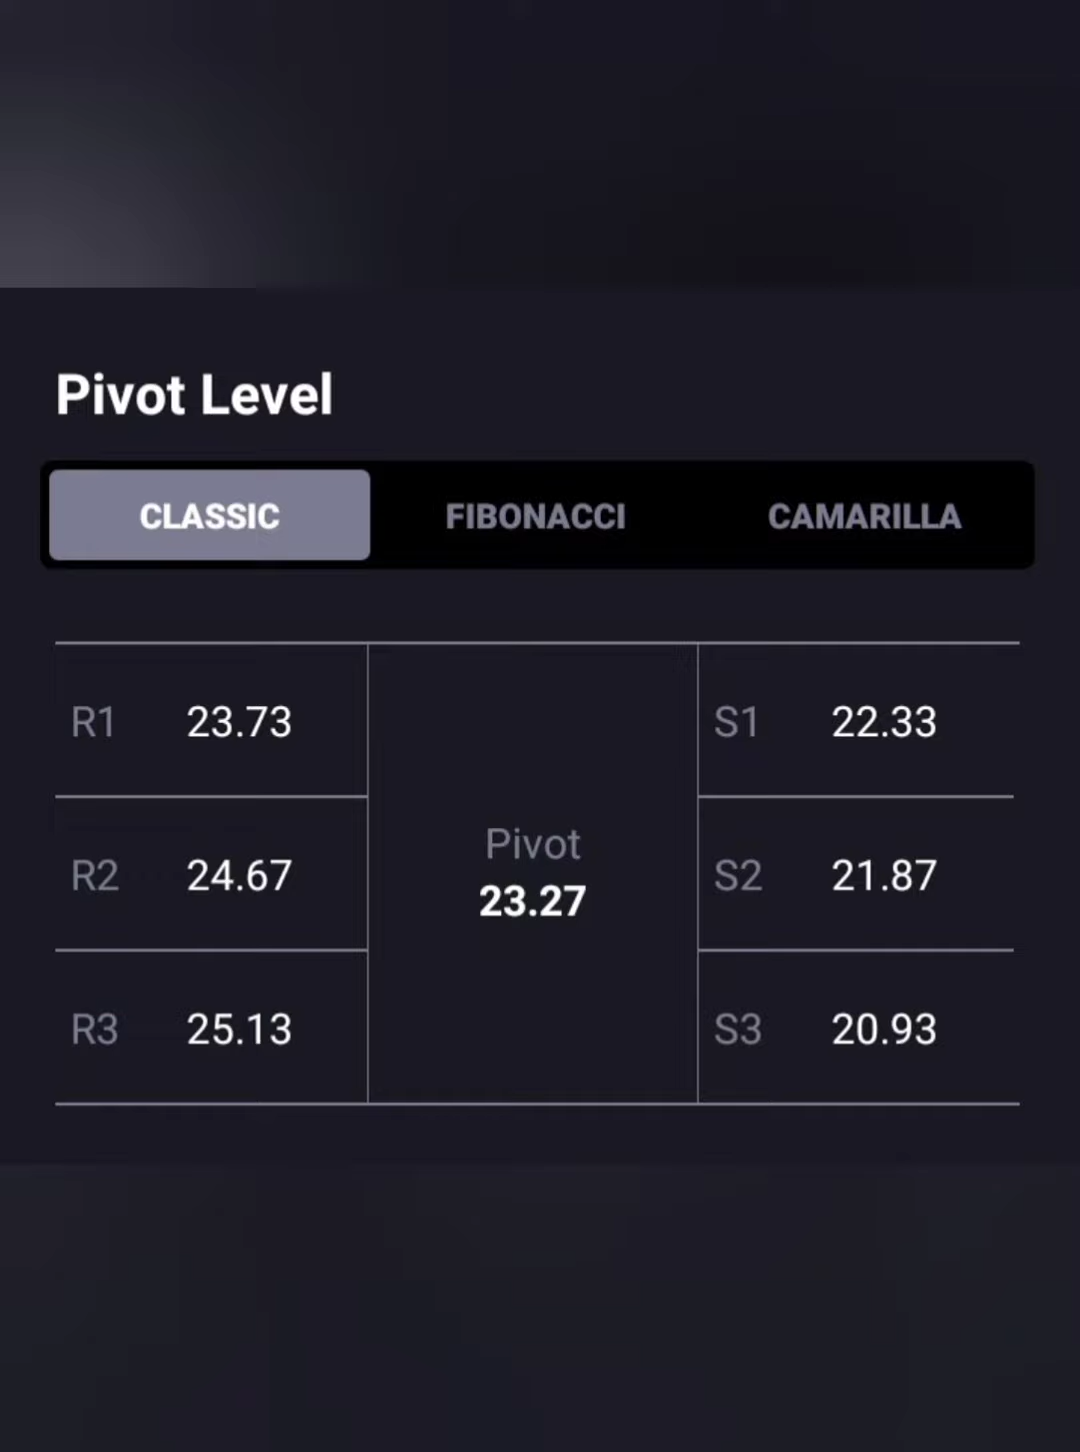 Pivot Level
CLASSIC FIBONACCI CAMARILLA
R1 23.73 S1 22.33
Pivot
R2 24.67 S2 21.87
23.27
R3 25.13 S3 20.93